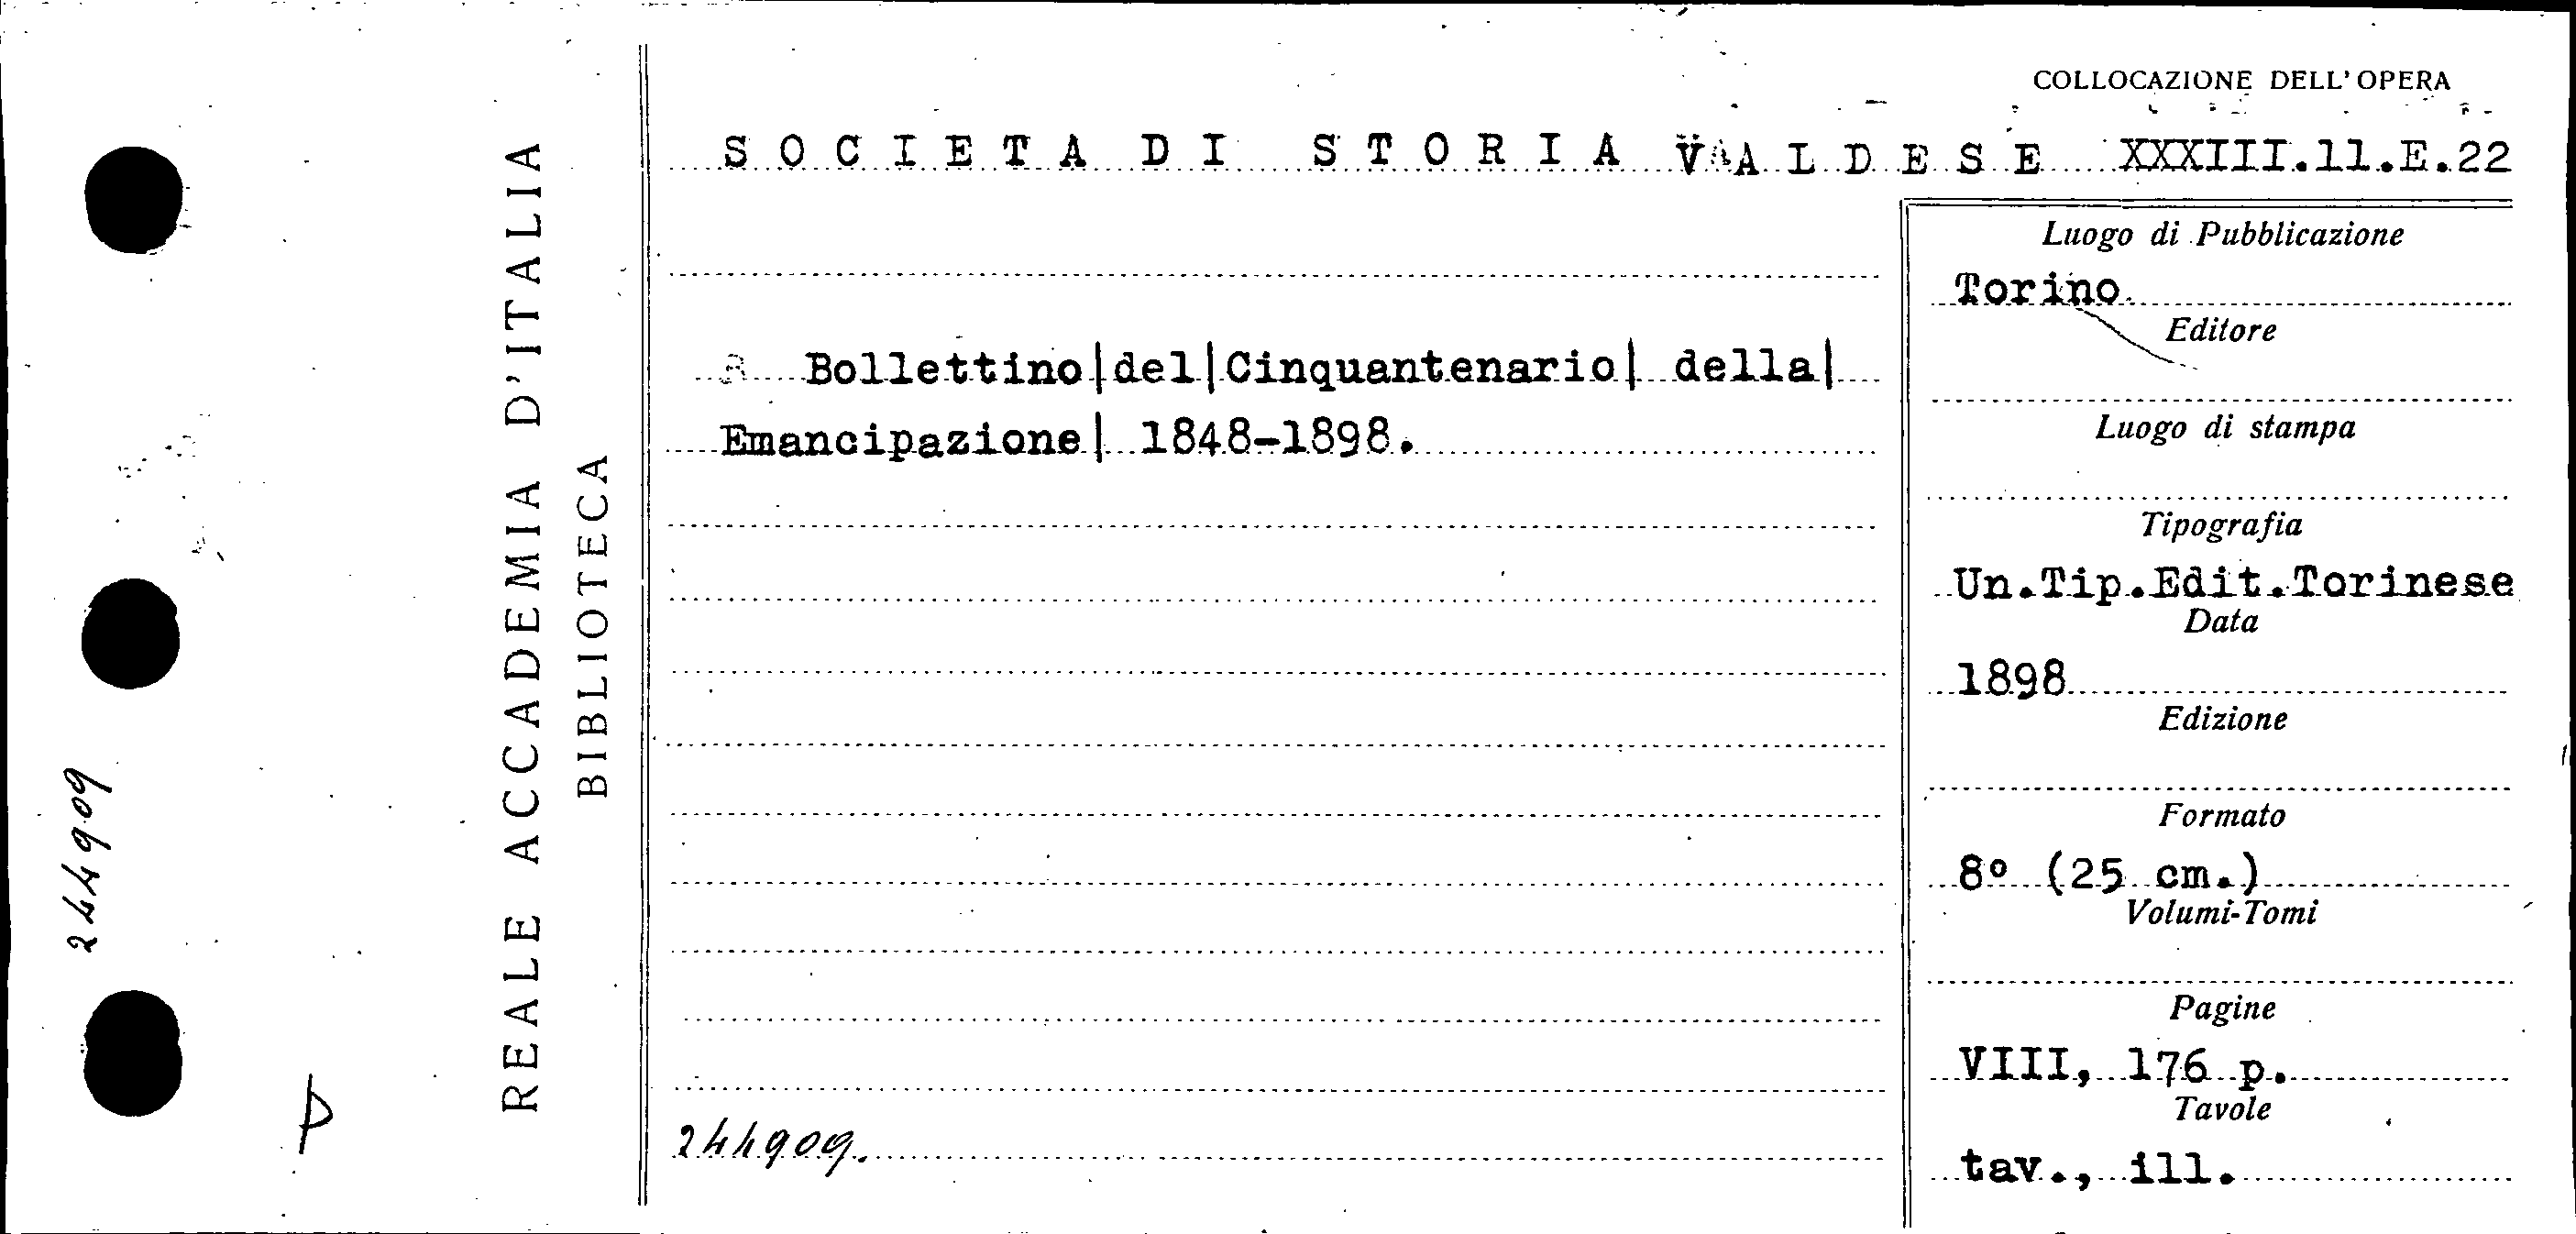 COLLOCAZIONE DELL'OPERA
SOCIETA DI STORIA VALDESE XXXIII.11.E.22
Bollettino|del|Cinquantenario| della|
Emancipazione| 1848-1898.
244909.
Luogo di Pubblicazione
Torino
Editore
Luogo di stampa
Tipografia
Un.Tip.Edit.Torinese
Data
1898
Edizione
Formato
8° (25 cm.)
Volumi-Tomi
Pagine
VIII, 176 p.
Tavole
tav., ill.
REALE ACCADEMIA D'ITALIA
BIBLIOTECA
244909
P